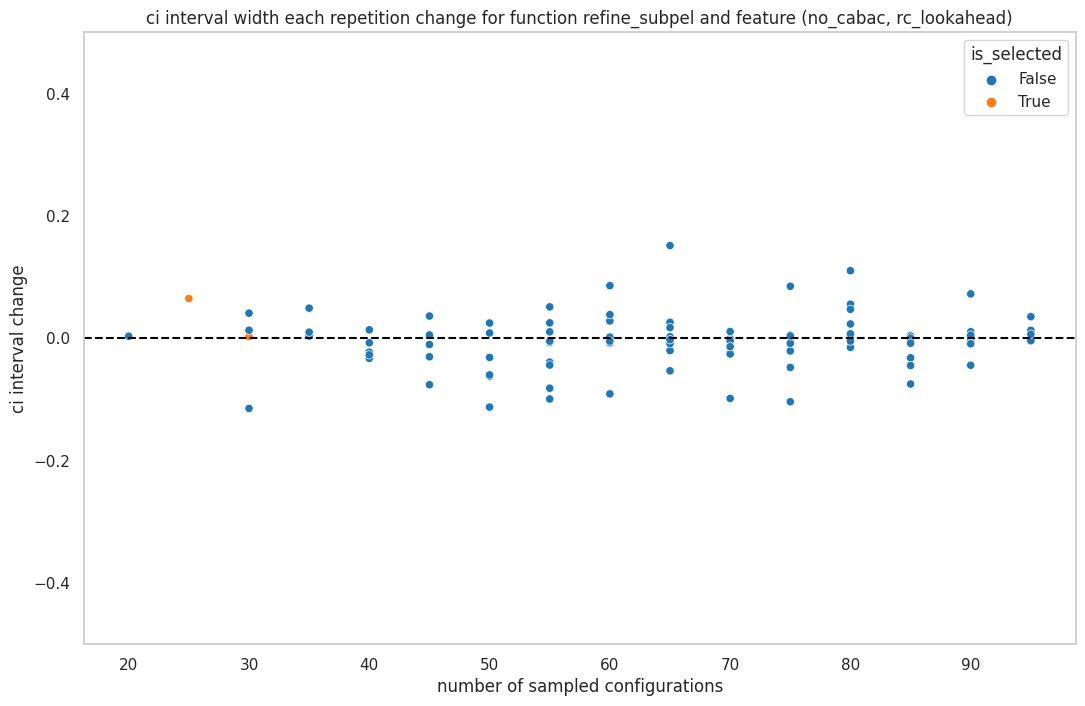 ci interval width each repetition change for function refine_subpel and feature (no_cabac, rc_lookahead)
is_selected
False
True
ci interval change
0.4
0.2
0.0
−0.2
−0.4
20 30 40 50 60 70 80 90
number of sampled configurations